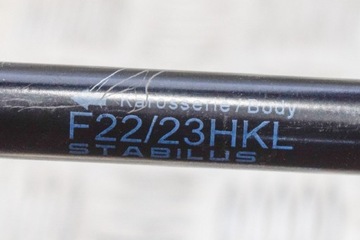 Karosserie / Body
F22/23HKL
STABILUS